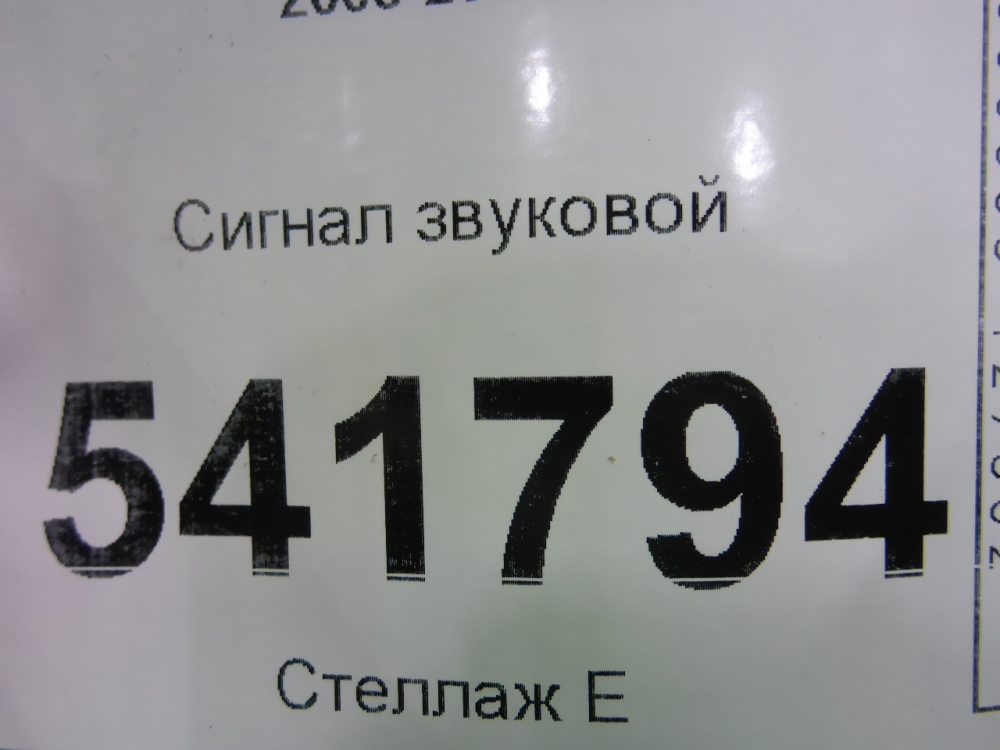 Сигнал звуковой
541794
Стеллаж Е